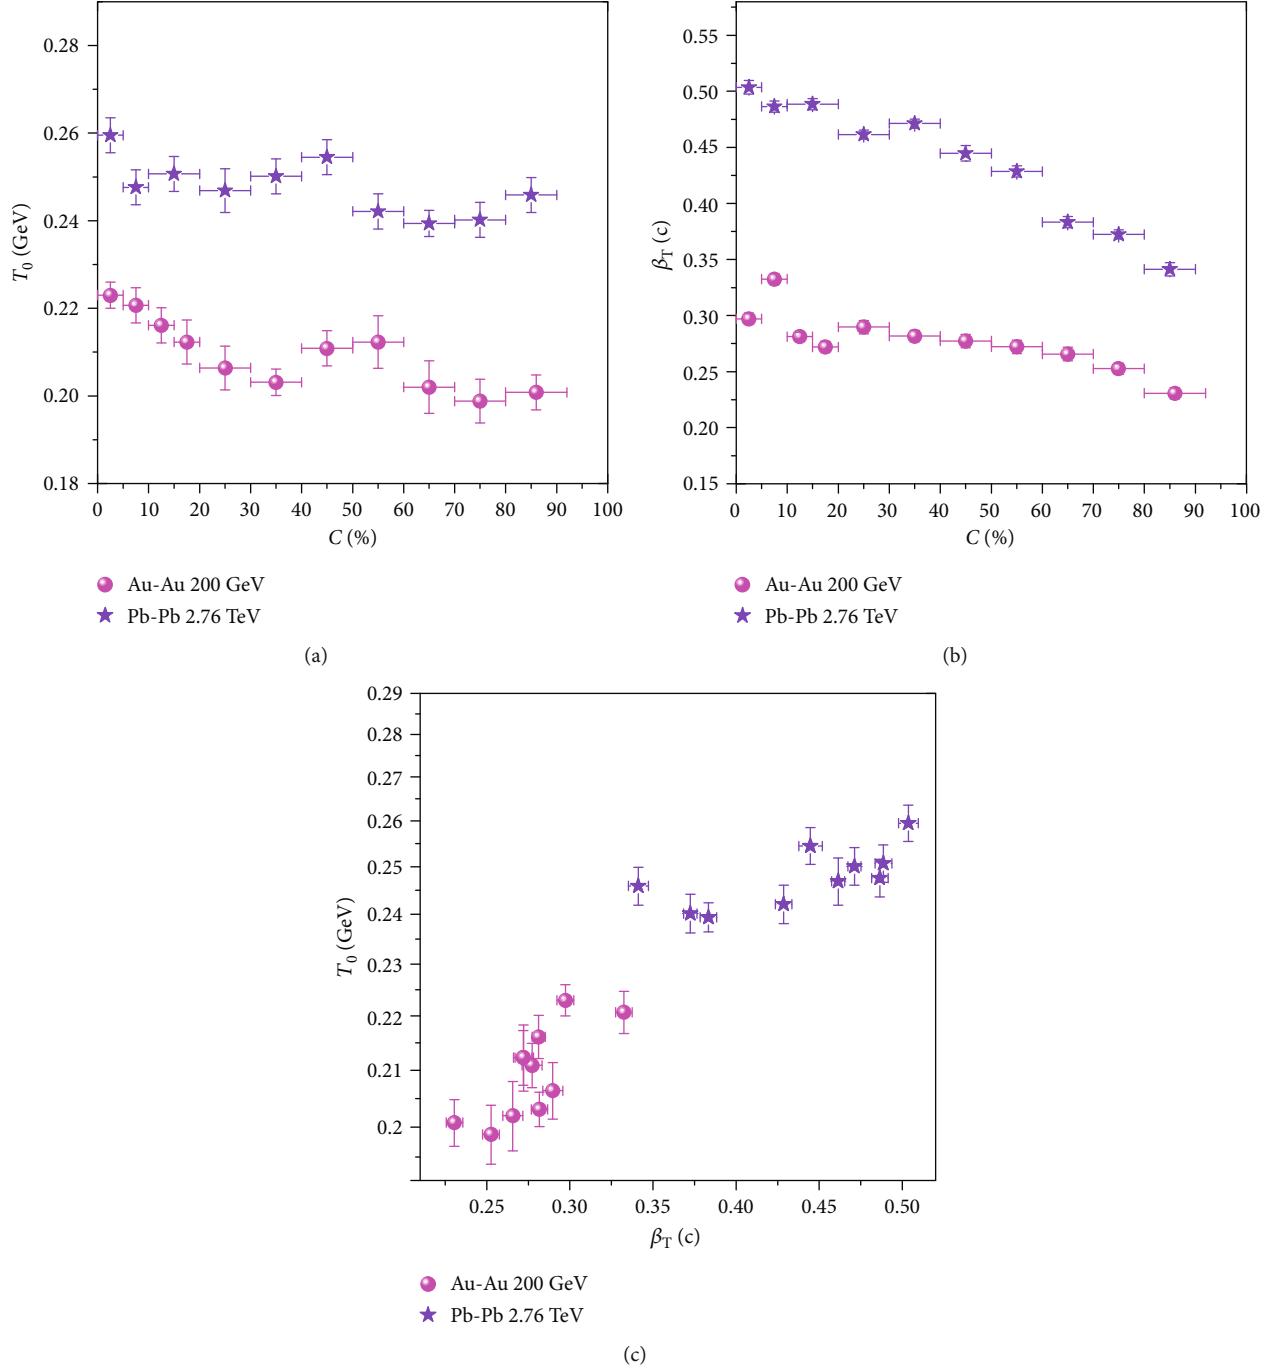 0.28
0.26
0.24
0.22
0.20
0.18
T0 (GeV)
0 10 20 30 40 50 60 70 80 90 100
C (%)
Au-Au 200 GeV
Pb-Pb 2.76 TeV
(a)
0.55
0.50
0.45
0.40
0.35
0.30
0.25
0.15
βT (c)
0 10 20 30 40 50 60 70 80 90 100
C (%)
Au-Au 200 GeV
Pb-Pb 2.76 TeV
(b)
0.29
0.28
0.27
0.26
0.25
0.24
0.23
0.22
0.21
0.2
T0 (GeV)
0.25 0.30 0.35 0.40 0.45 0.50
βT (c)
Au-Au 200 GeV
Pb-Pb 2.76 TeV
(c)